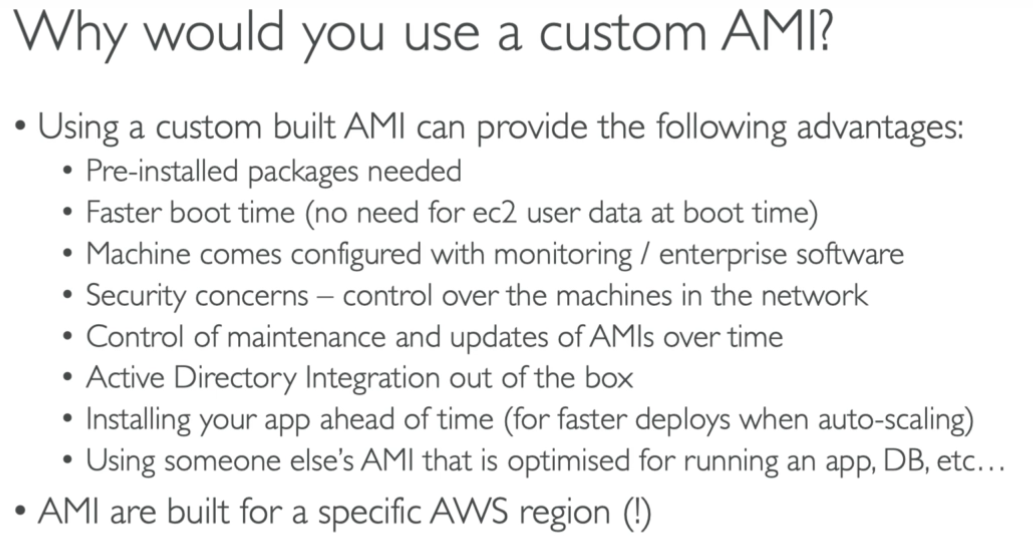 Why would you use a custom AMI?
• Using a custom built AMI can provide the following advantages:
• Pre-installed packages needed
• Faster boot time (no need for ec2 user data at boot time)
• Machine comes configured with monitoring / enterprise software
• Security concerns – control over the machines in the network
• Control of maintenance and updates of AMIs over time
• Active Directory Integration out of the box
• Installing your app ahead of time (for faster deploys when auto-scaling)
• Using someone else's AMI that is optimised for running an app, DB, etc…
• AMI are built for a specific AWS region (!)